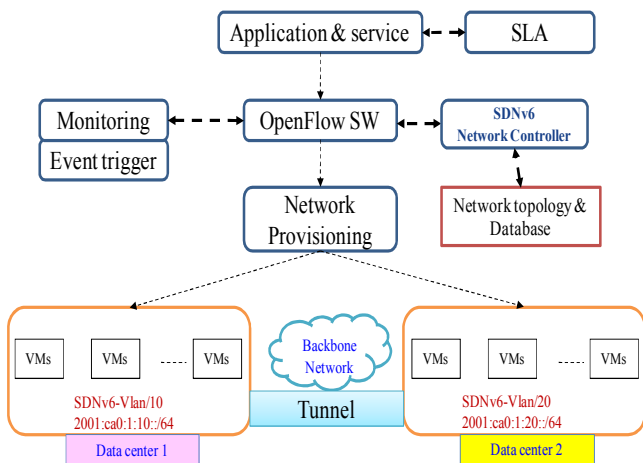 Application & service
SLA
Monitoring
Event trigger
OpenFlow SW
SDNv6
Network Controller
Network
Provisioning
Network topology &
Database
VMs
VMs
VMs
SDNv6-Vlan/10
2001:ca0:1:10::/64
Data center 1
Backbone
Network
Tunnel
VMs
VMs
VMs
SDNv6-Vlan/20
2001:ca0:1:20::/64
Data center 2